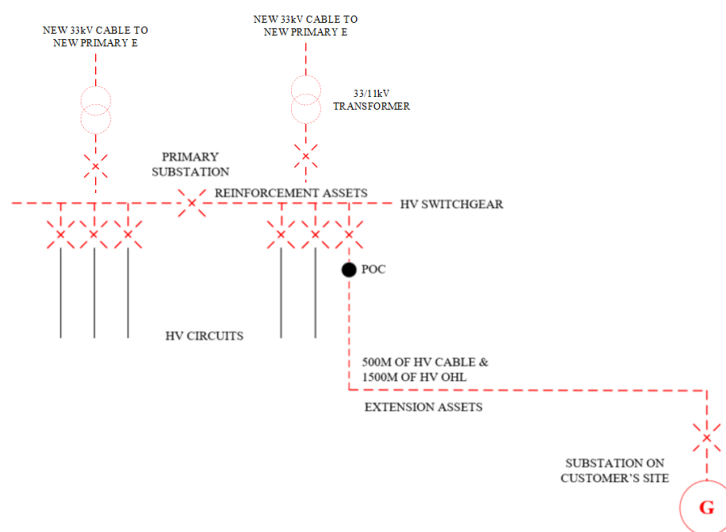 NEW 33kV CABLE TO
NEW PRIMARY E
NEW 33kV CABLE TO
NEW PRIMARY E
33/11kV
TRANSFORMER
PRIMARY
SUBSTATION
REINFORCEMENT ASSETS
HV SWITCHGEAR
POC
HV CIRCUITS
500M OF HV CABLE &
1500M OF HV OHL
EXTENSION ASSETS
SUBSTATION ON
CUSTOMER'S SITE
G